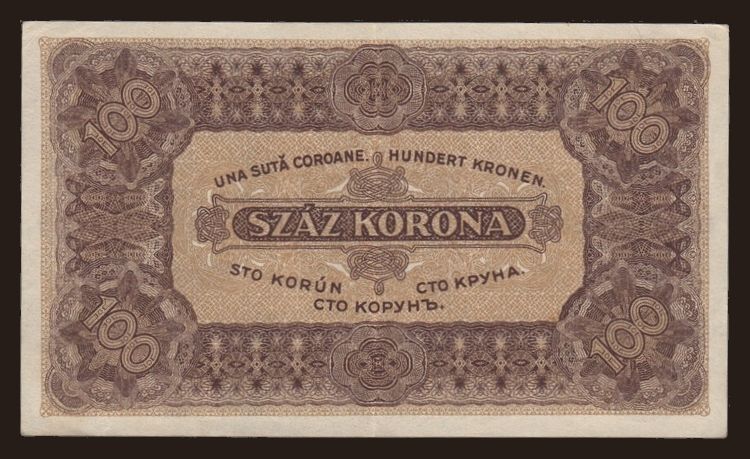 100
100
UNA SUTĂ COROANE. HUNDERT KRONEN.
SZÁZ KORONA
STO KORÚN СТО КРУНА.
СТО КОРУНЪ.
100
100